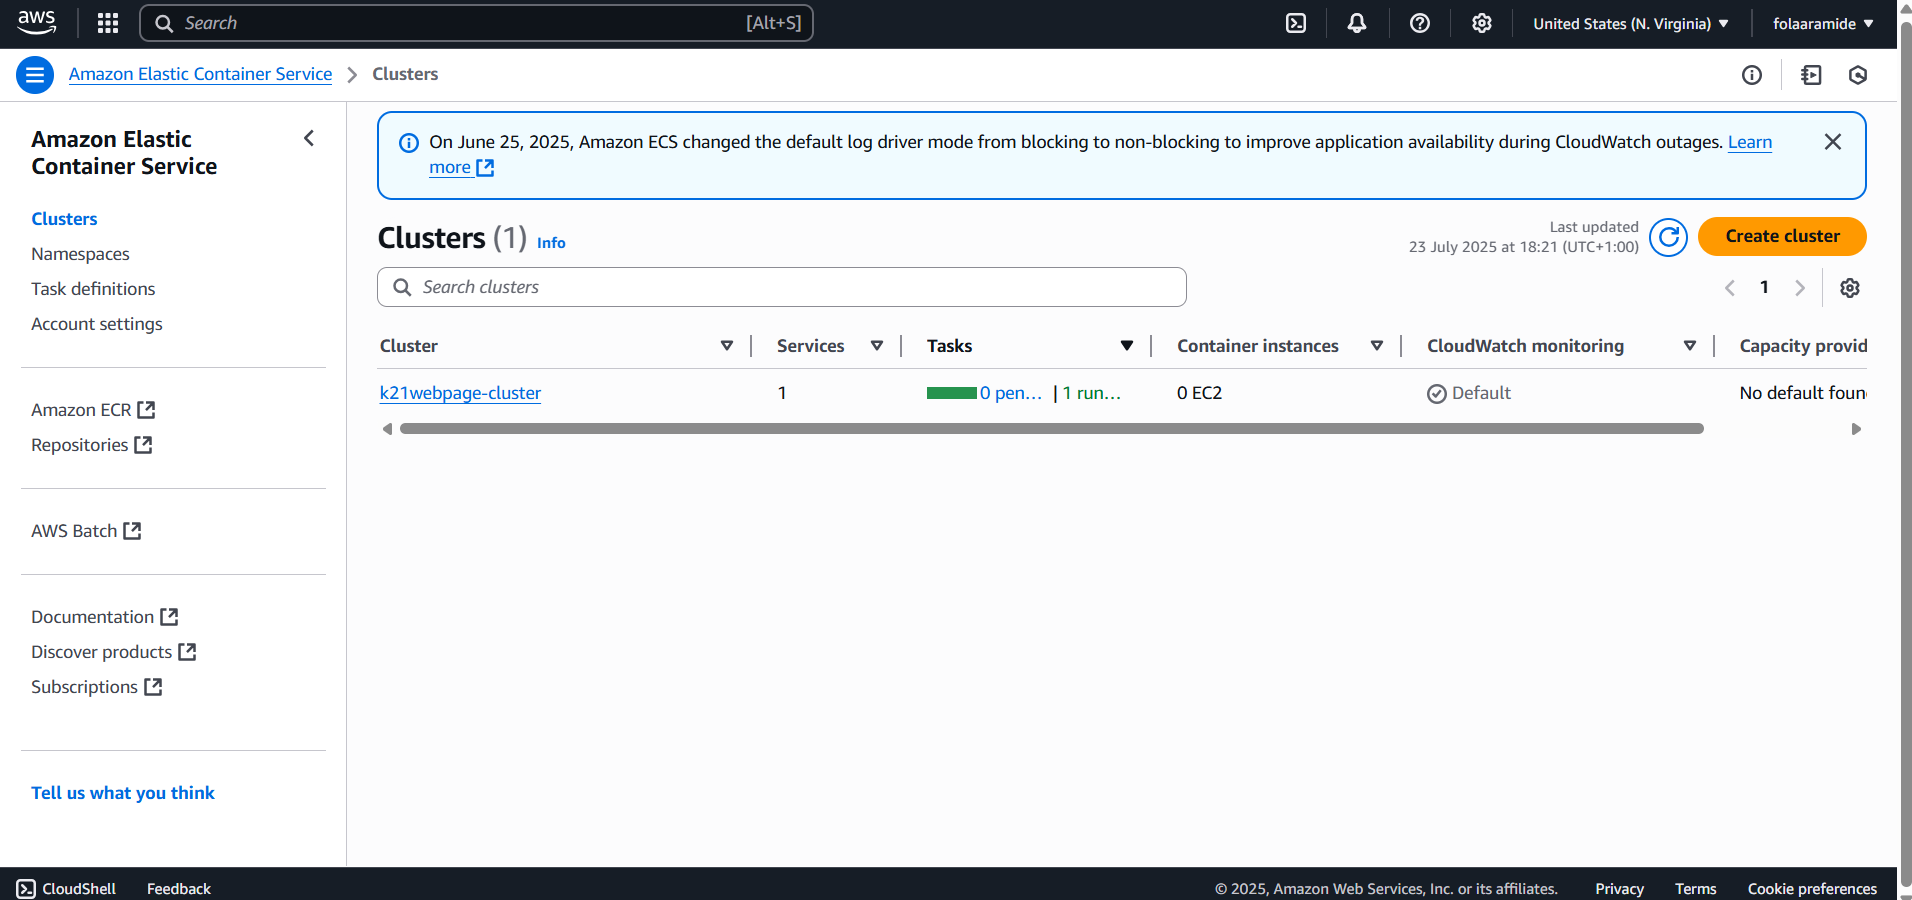 aws
Search [Alt+S]
United States (N. Virginia)
folaaramide
Amazon Elastic Container Service
Clusters
Amazon Elastic
Container Service
Clusters
Namespaces
Task definitions
Account settings
Amazon ECR
Repositories
AWS Batch
Documentation
Discover products
Subscriptions
Tell us what you think
On June 25, 2025, Amazon ECS changed the default log driver mode from blocking to non-blocking to improve application availability during CloudWatch outages. Learn
more
Clusters (1) Info
Last updated
23 July 2025 at 18:21 (UTC+1:00)
Create cluster
Search clusters
1
Cluster Services Tasks Container instances CloudWatch monitoring Capacity provid
k21webpage-cluster 1 0 pen... | 1 run... 0 EC2 Default No default foun
CloudShell Feedback © 2025, Amazon Web Services, Inc. or its affiliates. Privacy Terms Cookie preferences